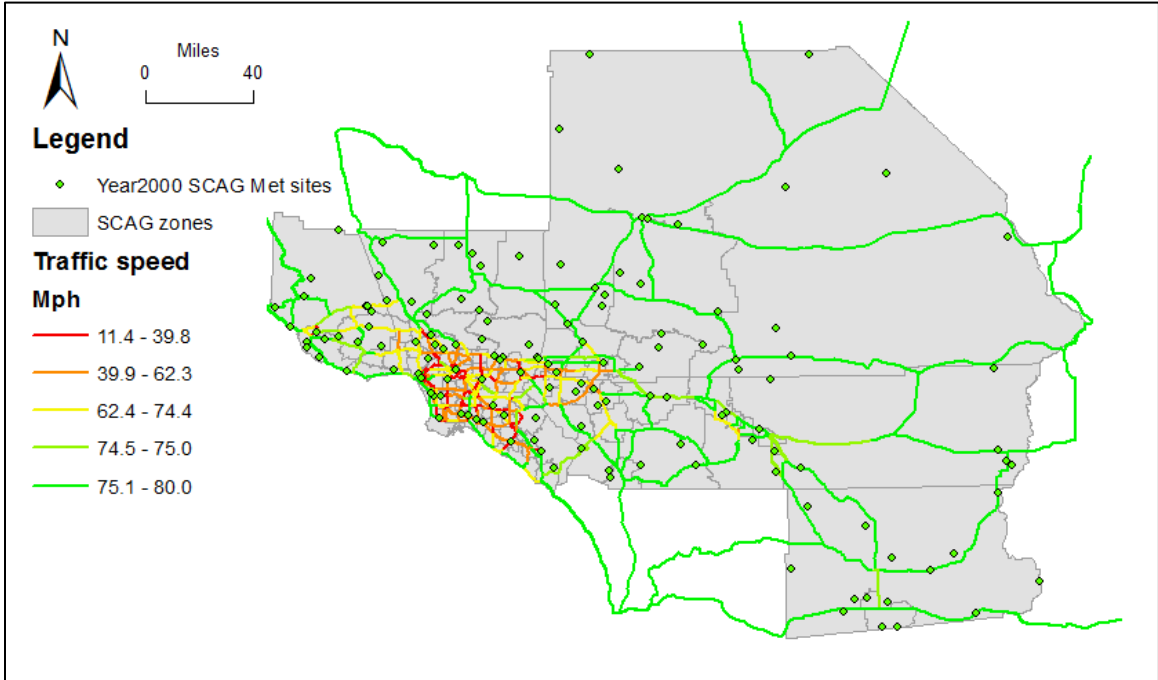 N
Miles
0 40
Legend
Year2000 SCAG Met sites
SCAG zones
Traffic speed
Mph
11.4 - 39.8
39.9 - 62.3
62.4 - 74.4
74.5 - 75.0
75.1 - 80.0